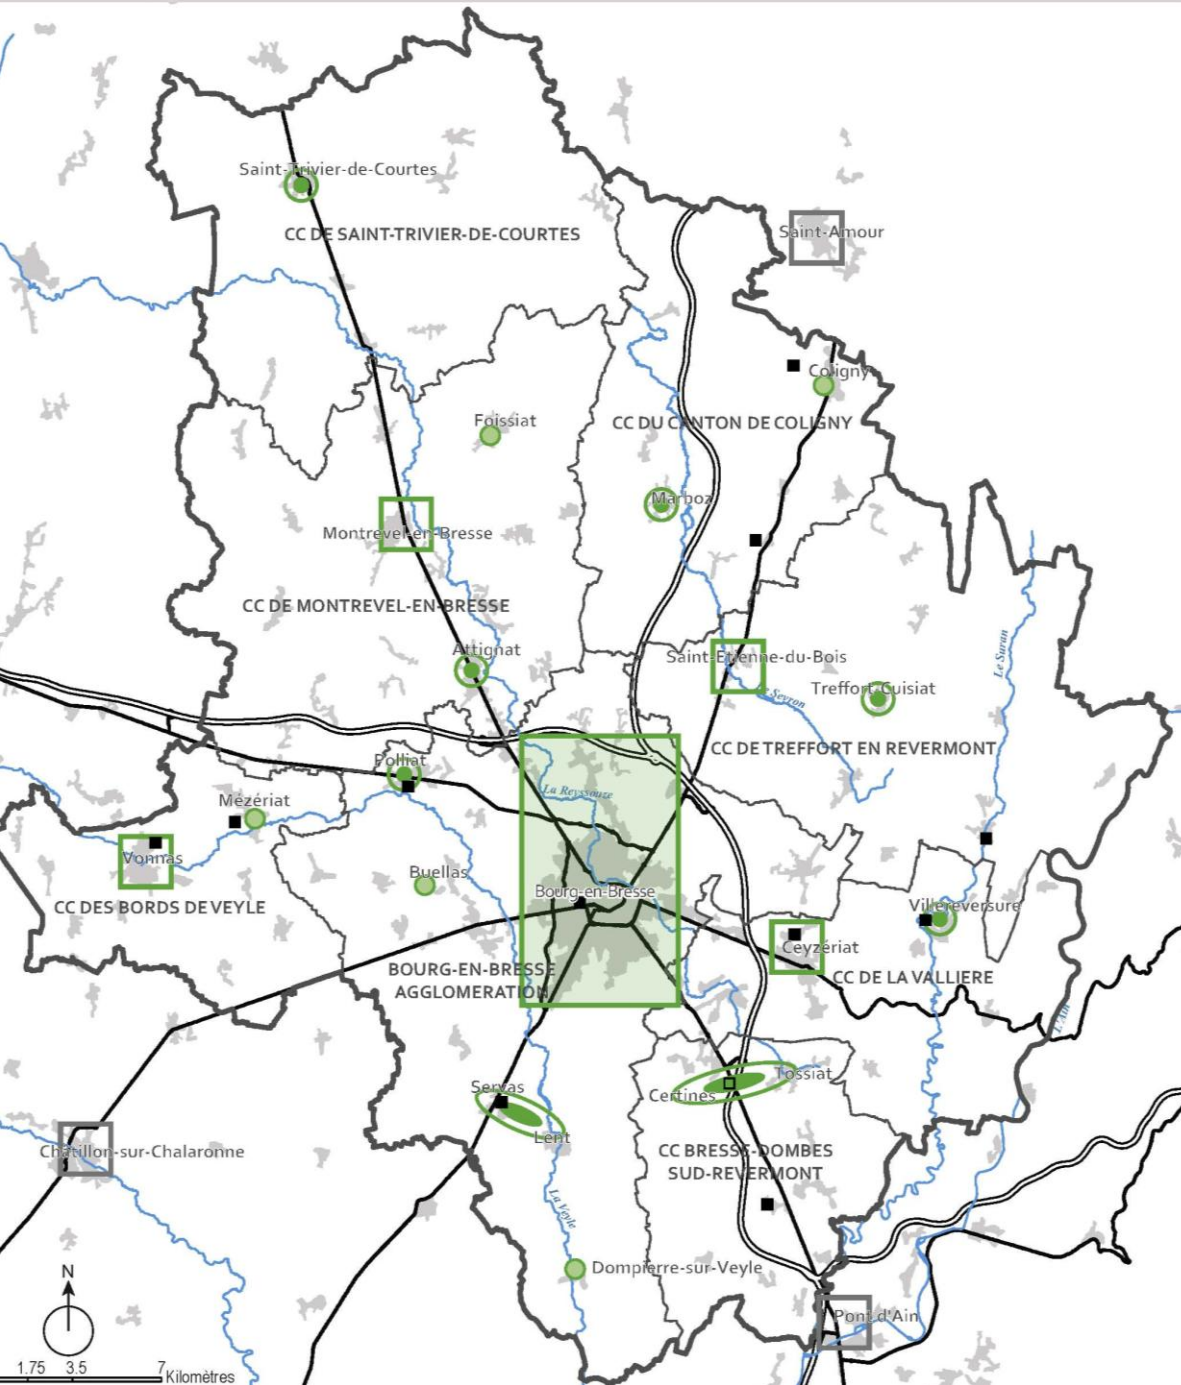 Saint-Trivier-de-Courtes
Saint-Amour
CC DE SAINT-TRIVIER-DE-COURTES
Coligny
Foissiat
CC DU CANTON DE COLIGNY
Marboz
Montrevel-en-Bresse
CC DE MONTREVEL-EN-BRESSE
Le Suran
Attignat
Saint-Etienne-du-Bois
Treffort-Cuisiat
Le Sevron
CC DE TREFFORT EN REVERMONT
Polliat
La Reyssouze
Mézériat
Vonnas
Buellas
Bourg-en-Bresse
CC DES BORDS DE VEYLE
Villereversure
Ceyzériat
BOURG-EN-BRESSE
AGGLOMERATION
CC DE LA VALLIERE
L'Ain
Tossiat
Servas
Certines
Lent
Châtillon-sur-Chalaronne
CC BRESSE-DOMBES
SUD-REVERMONT
La Veyle
Dompierre-sur-Veyle
N
Pont d'Ain
1.75 3.5 7
Kilomètres